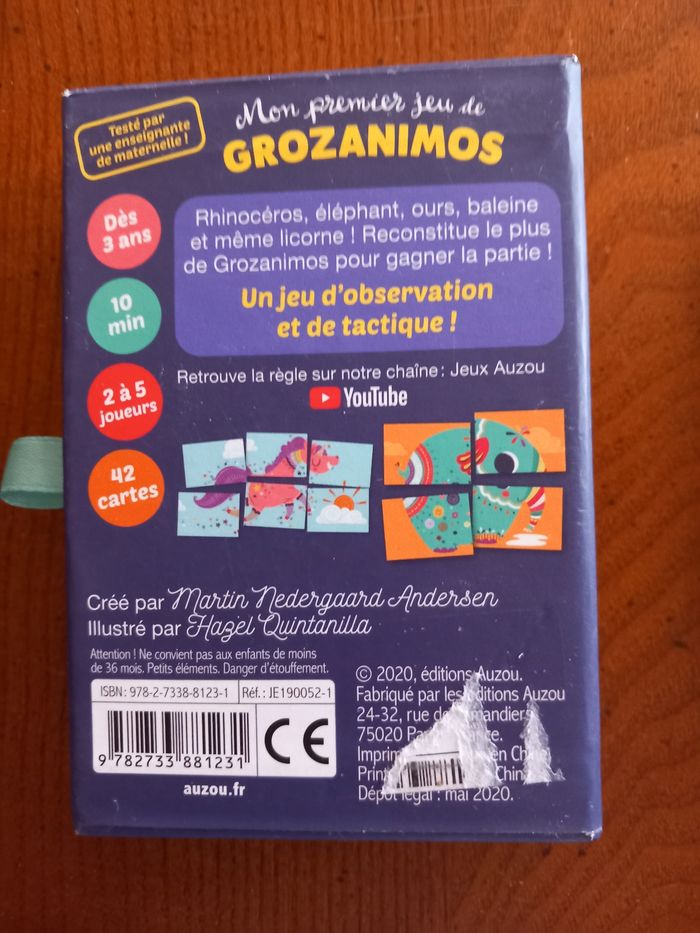 Testé par
une enseignante
de maternelle !
Mon premier jeu de
GROZANIMOS
Dès
3 ans
10
min
2 à 5
joueurs
42
cartes
Rhinocéros, éléphant, ours, baleine
et même licorne ! Reconstitue le plus
de Grozanimos pour gagner la partie !
Un jeu d'observation
et de tactique !
Retrouve la règle sur notre chaîne : Jeux Auzou
YouTube
Créé par Martin Nedergaard Andersen
Illustré par Hazel Quintanilla
Attention ! Ne convient pas aux enfants de moins
de 36 mois. Petits éléments. Danger d'étouffement.
ISBN: 978-2-7338-8123-1 Réf.: JE190052-1
9 782733 881231
CE
auzou.fr
© 2020, éditions Auzou.
Fabriqué par les éditions Auzou
24-32, rue
75020
en
Dépôt légal : mai 2020.